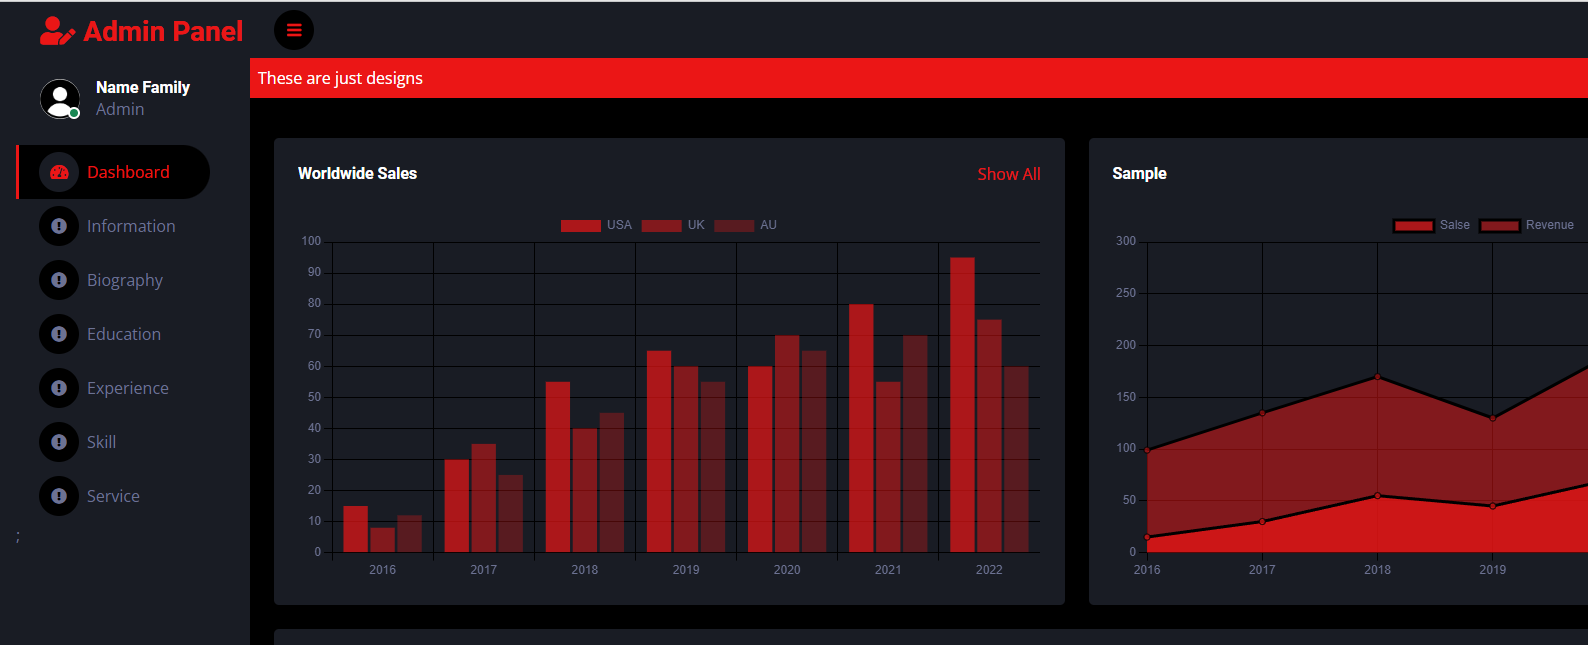 Admin Panel
These are just designs
Name Family
Admin
Dashboard
Information
Biography
Education
Experience
Skill
Service
;
Worldwide Sales
Show All
USA UK AU
100
90
80
70
60
50
40
30
20
10
0
2016 2017 2018 2019 2020 2021 2022
Sample
Salse Revenue
300
250
200
150
100
50
0
2016 2017 2018 2019